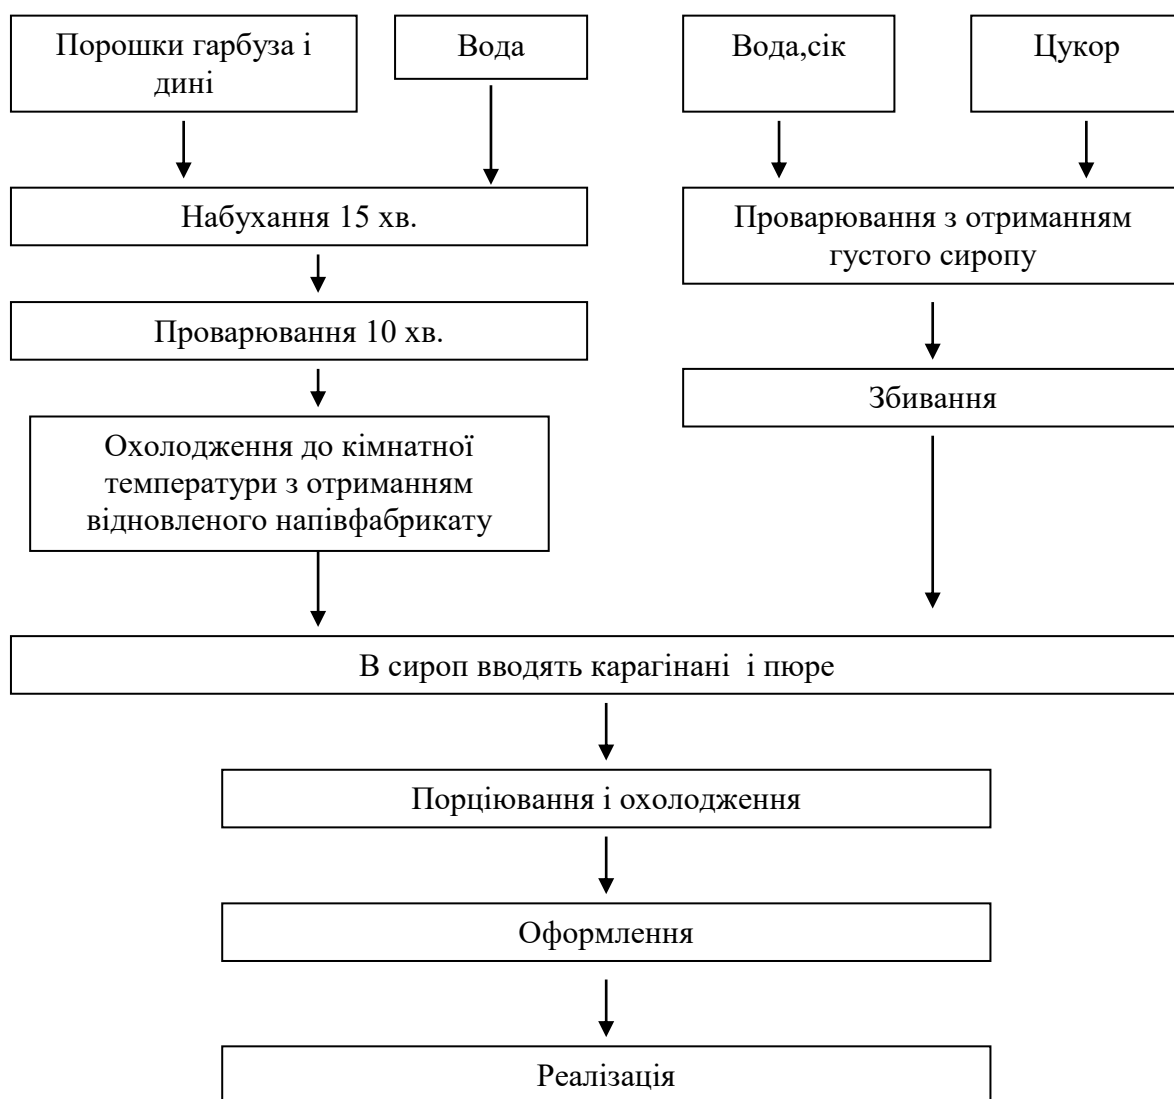 Порошки гарбуза і
дині
Вода
Вода,сік
Цукор
Набухання 15 хв.
Проварювання з отриманням
густого сиропу
Проварювання 10 хв.
Збивання
Охолодження до кімнатної
температури з отриманням
відновленого напівфабрикату
В сироп вводять карагінані  і пюре
Порціювання і охолодження
Оформлення
Реалізація